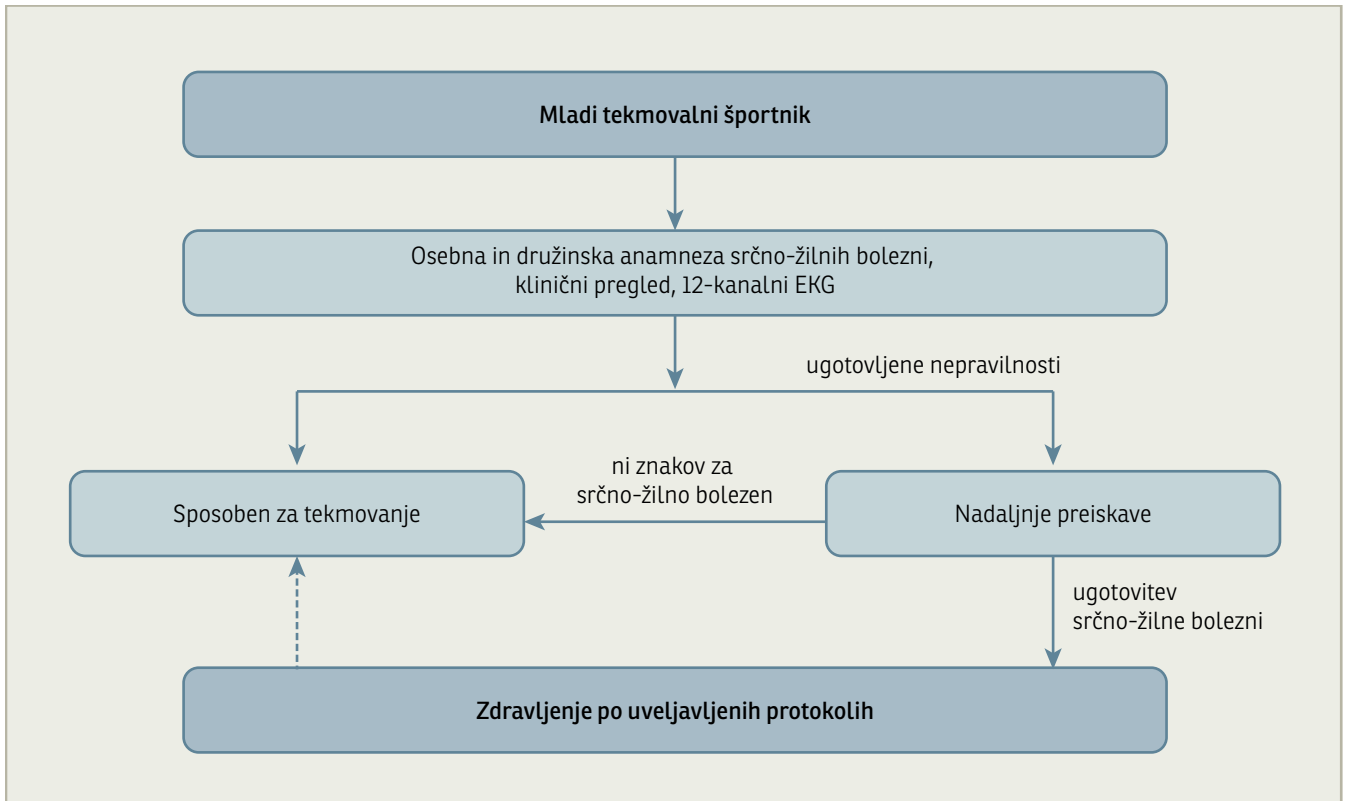 Mladi tekmovalni športnik
Osebna in družinska anamneza srčno-žilnih bolezni,
klinični pregled, 12-kanalni EKG
ugotovljene nepravilnosti
ni znakov za
srčno-žilno bolezen
Sposoben za tekmovanje
Nadaljnje preiskave
ugotovitev
srčno-žilne bolezni
Zdravljenje po uveljavljenih protokolih